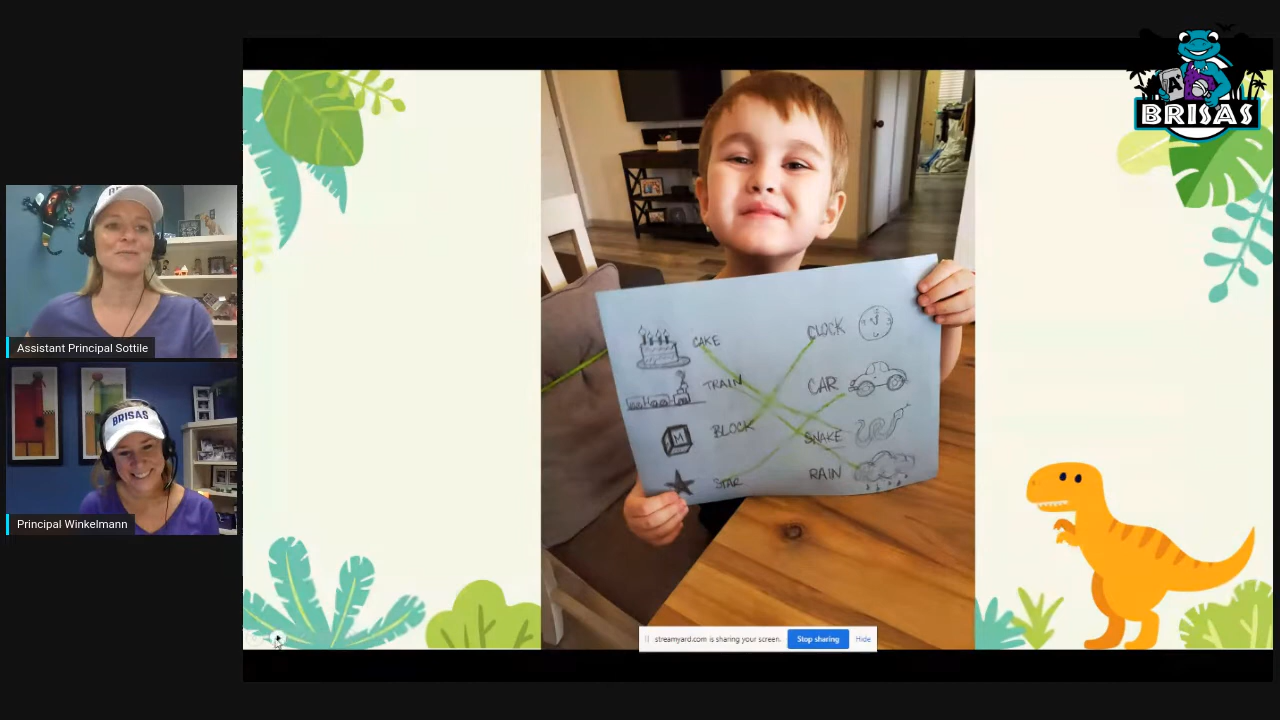 BRISAS
Assistant Principal Sottile
BRISAS
Principal Winkelmann
CAKE
TRAIN
BLOCK
M
STAR
CLOCK
CAR
SNAKE
RAIN
streamyard.com is sharing your screen.
Stop sharing
Hide